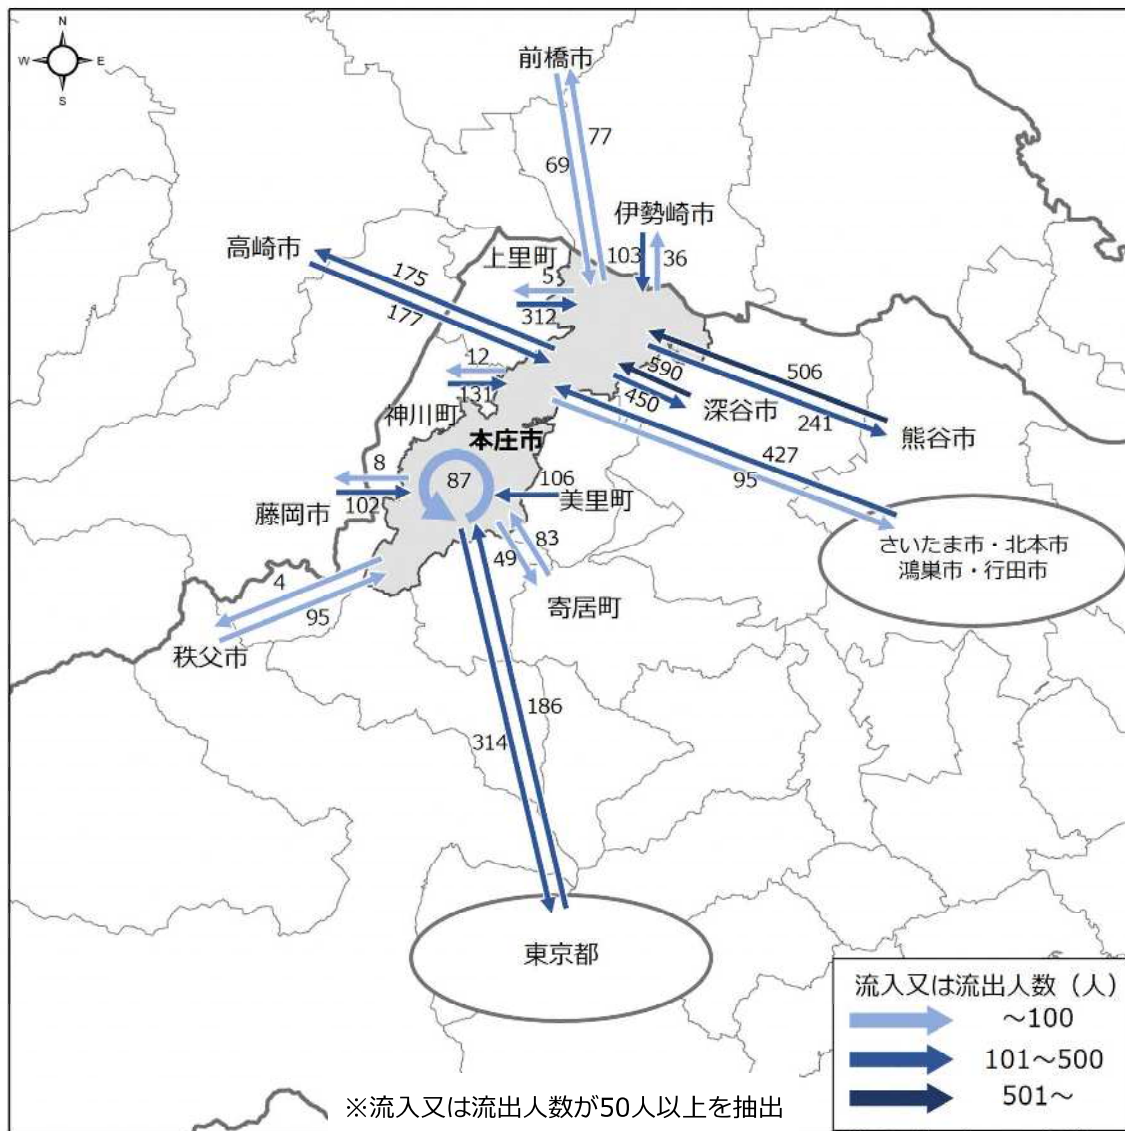 N
W
E
S
前橋市
77
69
伊勢崎市
高崎市
上里町
103
36
175
5
177
312
12
590
506
131
450
深谷市
241
神川町
熊谷市
本庄市
427
8
87
106
95
102
美里町
藤岡市
49
83
さいたま市・北本市
鴻巣市・行田市
4
寄居町
95
秩父市
186
314
東京都
流入又は流出人数（人）
～100
101～500
501～
※流入又は流出人数が50人以上を抽出